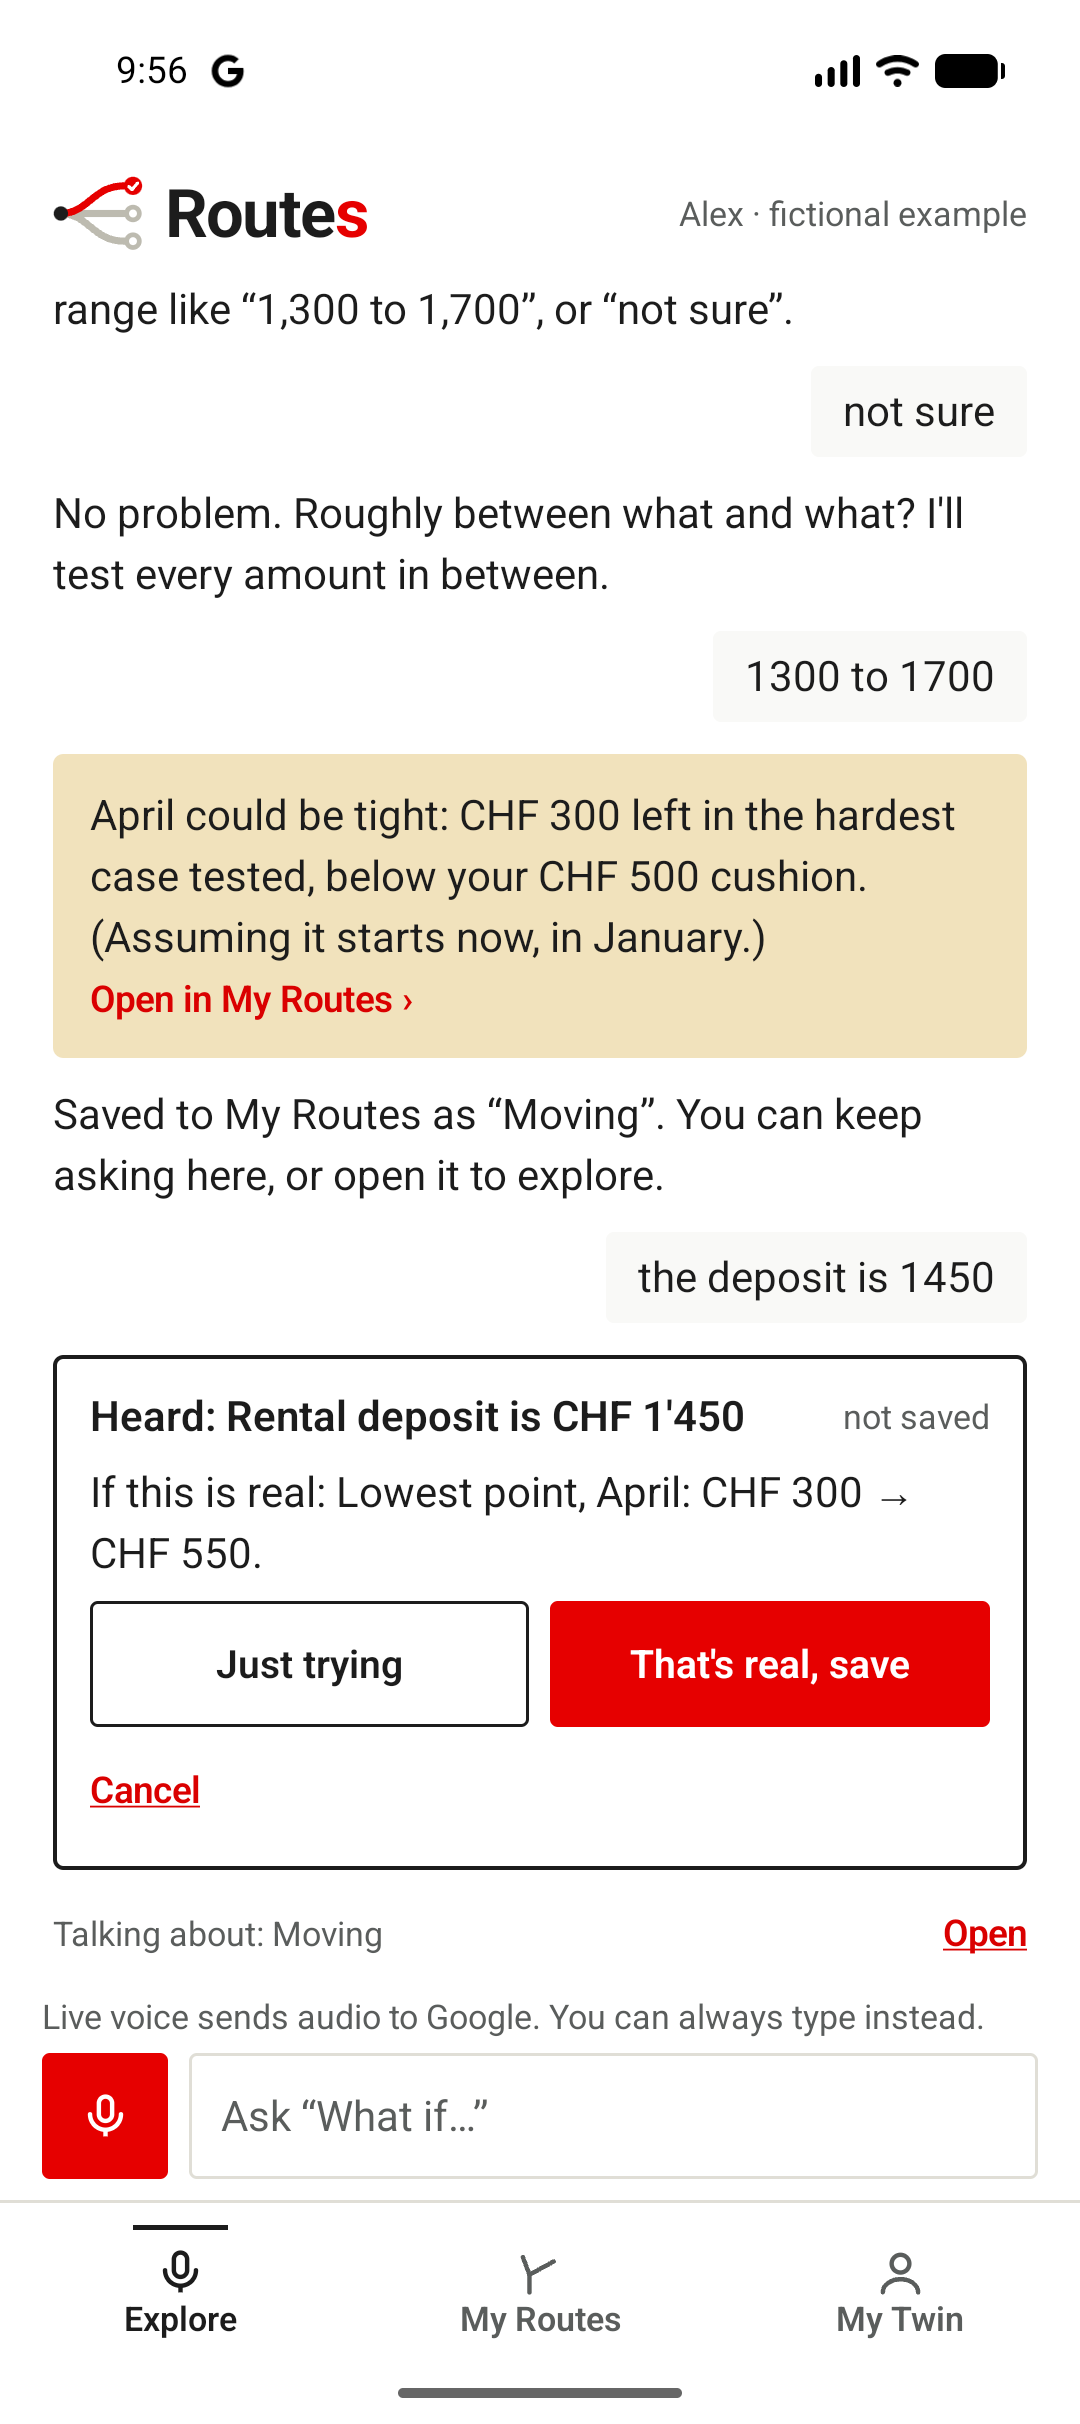 9:56 G
Routes
Alex · fictional example
range like “1,300 to 1,700”, or “not sure”.
not sure
No problem. Roughly between what and what? I'll
test every amount in between.
1300 to 1700
April could be tight: CHF 300 left in the hardest
case tested, below your CHF 500 cushion.
(Assuming it starts now, in January.)
Open in My Routes ›
Saved to My Routes as “Moving”. You can keep
asking here, or open it to explore.
the deposit is 1450
Heard: Rental deposit is CHF 1'450
not saved
If this is real: Lowest point, April: CHF 300 →
CHF 550.
Just trying
That's real, save
Cancel
Talking about: Moving
Open
Live voice sends audio to Google. You can always type instead.
Ask “What if…”
Explore
My Routes
My Twin